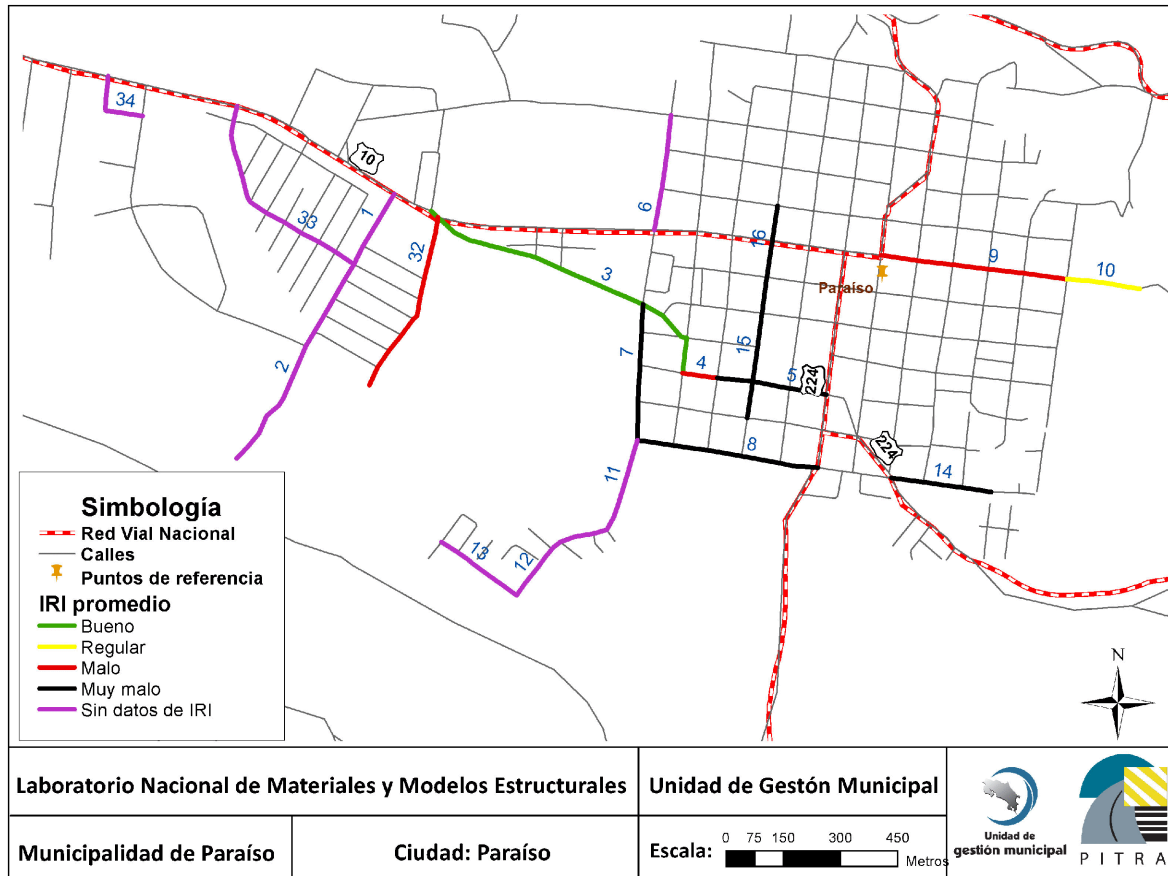 34
10
1
33
32
6
16
3
9
10
Paraíso
2
7
15
4
5
224
8
224
11
14
13
12
N
Simbología
Red Vial Nacional
Calles
Puntos de referencia
IRI promedio
Bueno
Regular
Malo
Muy malo
Sin datos de IRI
Laboratorio Nacional de Materiales y Modelos Estructurales
Unidad de Gestón Municipal
Municipalidad de Paraíso
Ciudad: Paraíso
Escala:
0 75 150 300 450
Metros
Unidad de
gestión municipal
PITRA